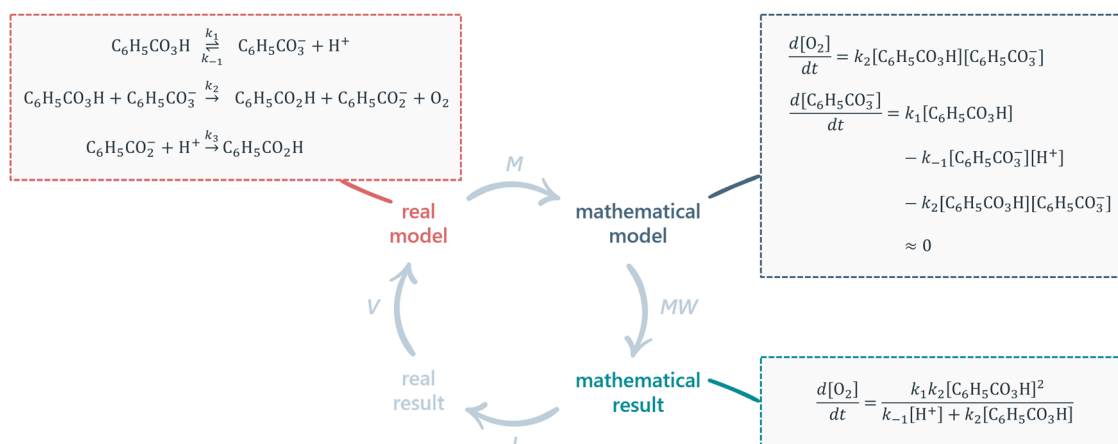 C₆H₅CO₃H ⇌ C₆H₅CO₃⁻ + H⁺
k₁
k₋₁
C₆H₅CO₃H + C₆H₅CO₃⁻ →k₂ C₆H₅CO₂H + C₆H₅CO₂⁻ + O₂
C₆H₅CO₂⁻ + H⁺ →k₃ C₆H₅CO₂H
d[O₂]/dt = k₂[C₆H₅CO₃H][C₆H₅CO₃⁻]
d[C₆H₅CO₃⁻]/dt = k₁[C₆H₅CO₃H]
− k₋₁[C₆H₅CO₃⁻][H⁺]
− k₂[C₆H₅CO₃H][C₆H₅CO₃⁻]
≈ 0
M
real
model
mathematical
model
V
MW
real
result
mathematical
result
d[O₂]/dt = k₁k₂[C₆H₅CO₃H]²/(k₋₁[H⁺] + k₂[C₆H₅CO₃H])